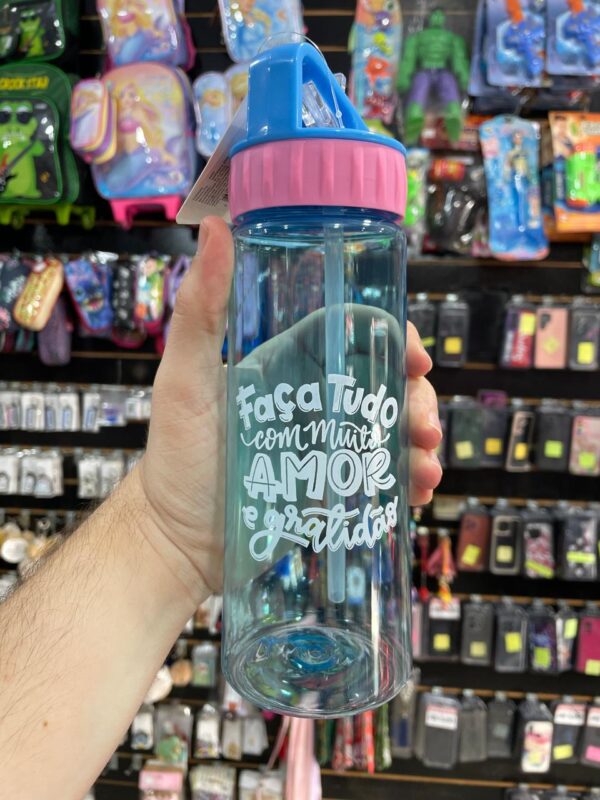 Faça Tudo
com Muito
AMOR
e gratidão